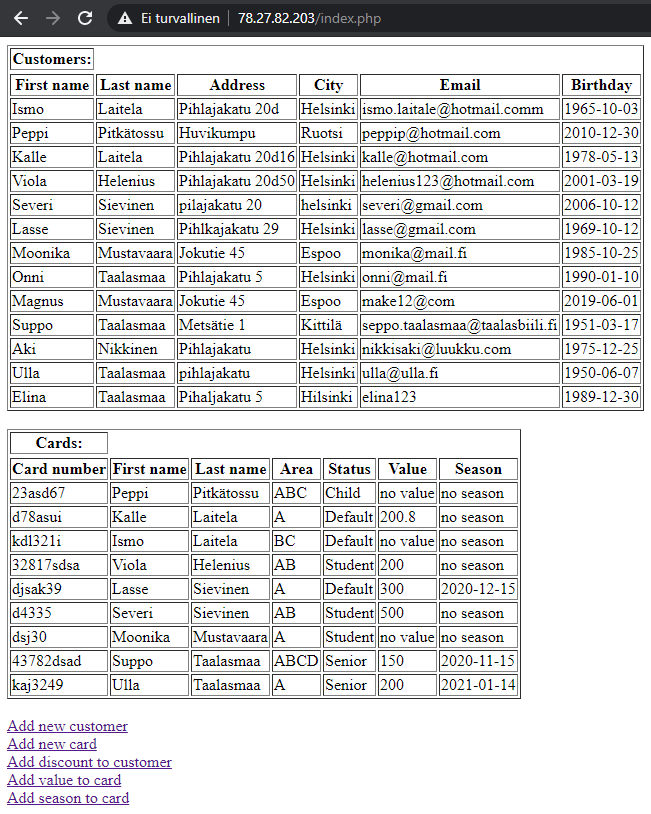 Ei turvallinen 78.27.82.203/index.php
Customers:
First name Last name Address City Email Birthday
Ismo Laitela Pihlajakatu 20d Helsinki ismo.laitale@hotmail.comm 1965-10-03
Peppi Pitkätossu Huvikumpu Ruotsi peppip@hotmail.com 2010-12-30
Kalle Laitela Pihlajakatu 20d16 Helsinki kalle@hotmail.com 1978-05-13
Viola Helenius Pihlajakatu 20d50 Helsinki helenius123@hotmail.com 2001-03-19
Severi Sievinen pilajakatu 20 helsinki severi@gmail.com 2006-10-12
Lasse Sievinen Pihlkajakatu 29 Helsinki lasse@gmail.com 1969-10-12
Moonika Mustavaara Jokutie 45 Espoo monika@mail.fi 1985-10-25
Onni Taalasmaa Pihlajakatu 5 Helsinki onni@mail.fi 1990-01-10
Magnus Mustavaara Jokutie 45 Espoo make12@com 2019-06-01
Suppo Taalasmaa Metsätie 1 Kittilä seppo.taalasmaa@taalasbiili.fi 1951-03-17
Aki Nikkinen Pihlajakatu Helsinki nikkisaki@luukku.com 1975-12-25
Ulla Taalasmaa pihlajakatu Helsinki ulla@ulla.fi 1950-06-07
Elina Taalasmaa Pihaljakatu 5 Hilsinki elina123 1989-12-30
Cards:
Card number First name Last name Area Status Value Season
23asd67 Peppi Pitkätossu ABC Child no value no season
d78asui Kalle Laitela A Default 200.8 no season
kdl321i Ismo Laitela BC Default no value no season
32817sdsa Viola Helenius AB Student 200 no season
djsak39 Lasse Sievinen A Default 300 2020-12-15
d4335 Severi Sievinen AB Student 500 no season
dsj30 Moonika Mustavaara A Student no value no season
43782dsad Suppo Taalasmaa ABCD Senior 150 2020-11-15
kaj3249 Ulla Taalasmaa A Senior 200 2021-01-14
Add new customer
Add new card
Add discount to customer
Add value to card
Add season to card